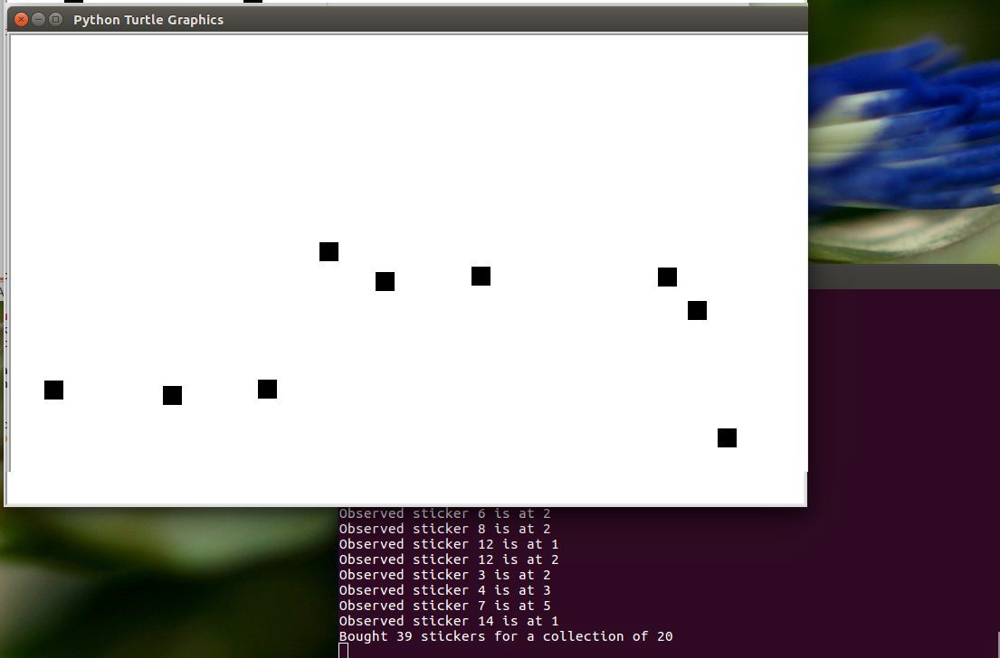 Python Turtle Graphics
Observed sticker 6 is at 2
Observed sticker 8 is at 2
Observed sticker 12 is at 1
Observed sticker 12 is at 2
Observed sticker 3 is at 2
Observed sticker 4 is at 3
Observed sticker 7 is at 5
Observed sticker 14 is at 1
Bought 39 stickers for a collection of 20